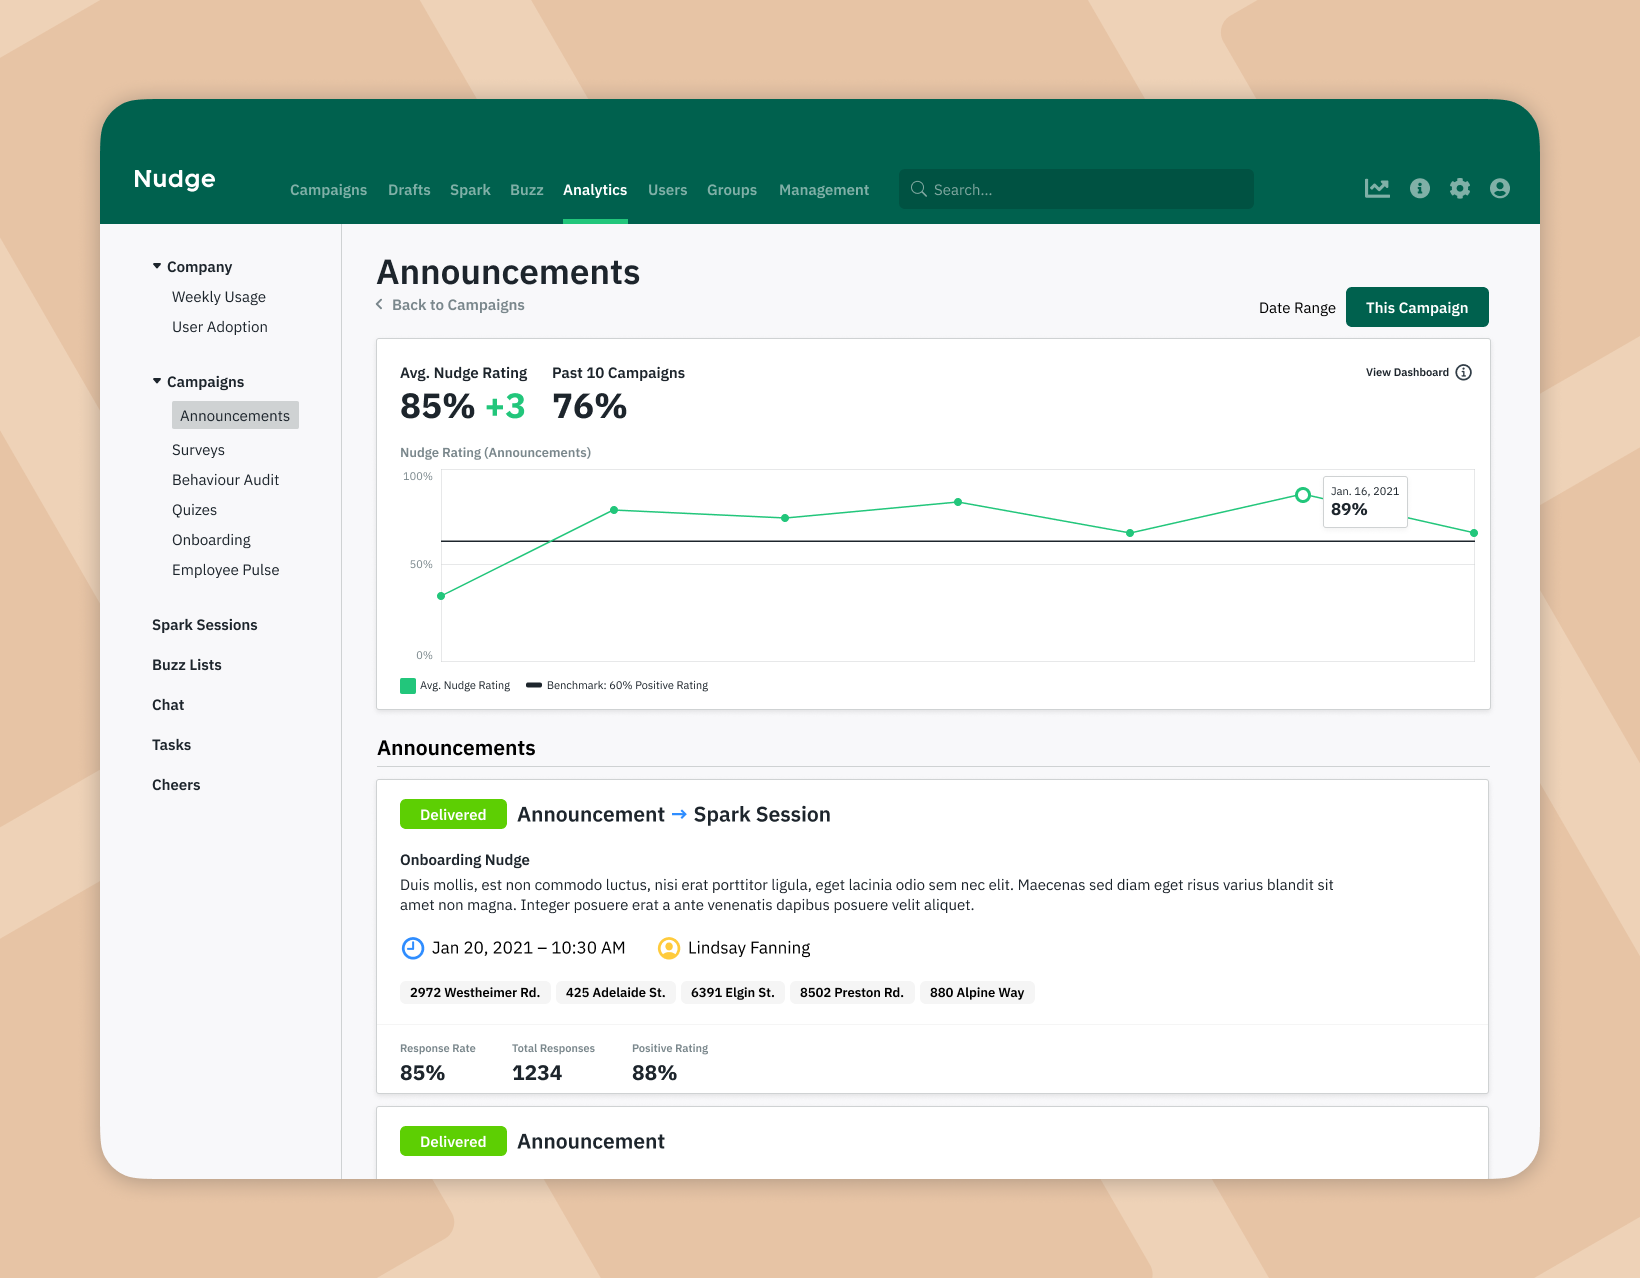 Nudge
Campaigns Drafts Spark Buzz Analytics Users Groups Management Search...
Company
Weekly Usage
User Adoption
Campaigns
Announcements
Surveys
Behaviour Audit
Quizes
Onboarding
Employee Pulse
Spark Sessions
Buzz Lists
Chat
Tasks
Cheers
Announcements
Back to Campaigns
Date Range This Campaign
Avg. Nudge Rating Past 10 Campaigns View Dashboard
85% +3 76%
Nudge Rating (Announcements)
100%
50%
0%
Jan. 16, 2021
89%
Avg. Nudge Rating Benchmark: 60% Positive Rating
Announcements
Delivered Announcement → Spark Session
Onboarding Nudge
Duis mollis, est non commodo luctus, nisi erat porttitor ligula, eget lacinia odio sem nec elit. Maecenas sed diam eget risus varius blandit sit
amet non magna. Integer posuere erat a ante venenatis dapibus posuere velit aliquet.
Jan 20, 2021 – 10:30 AM Lindsay Fanning
2972 Westheimer Rd. 425 Adelaide St. 6391 Elgin St. 8502 Preston Rd. 880 Alpine Way
Response Rate Total Responses Positive Rating
85% 1234 88%
Delivered Announcement